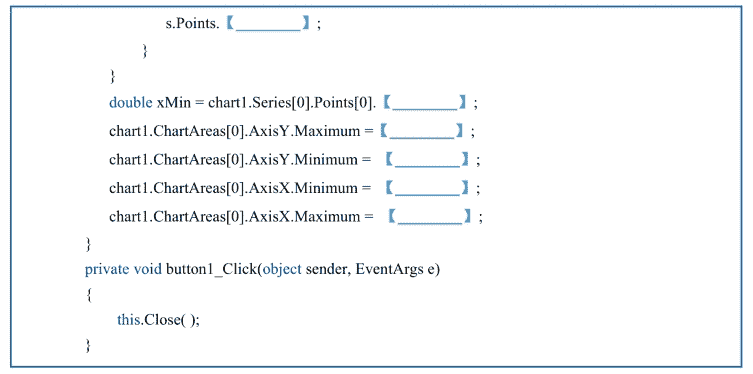 s.Points.【________】;
}
}
double xMin = chart1.Series[0].Points[0].【________】;
chart1.ChartAreas[0].AxisY.Maximum =【________】;
chart1.ChartAreas[0].AxisY.Minimum = 【________】;
chart1.ChartAreas[0].AxisX.Minimum = 【________】;
chart1.ChartAreas[0].AxisX.Maximum = 【________】;
}
private void button1_Click(object sender, EventArgs e)
{
this.Close( );
}